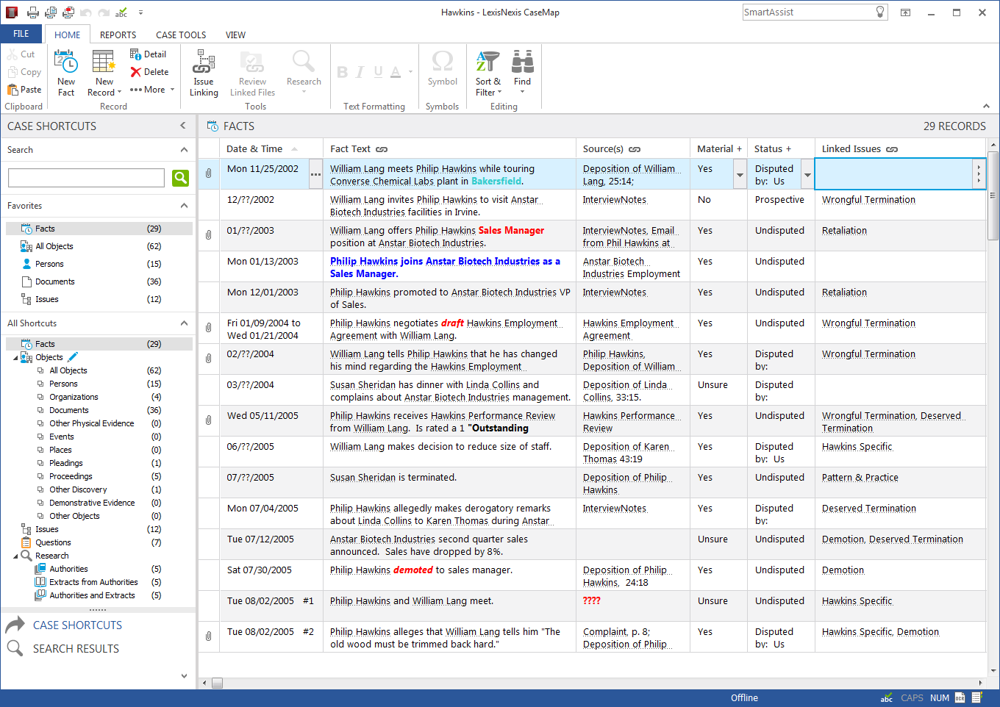 Hawkins - LexisNexis CaseMap
SmartAssist
FILE HOME REPORTS CASE TOOLS VIEW
Cut
Copy
Paste
Clipboard
New Fact
New Record
Detail
Delete
More
Record
Issue Linking
Review Linked Files
Research
Tools
B I U A
Text Formatting
Symbol
Symbols
Sort & Filter
Find
Editing
CASE SHORTCUTS
Search
Favorites
Facts (29)
All Objects (62)
Persons (15)
Documents (36)
Issues (12)
All Shortcuts
Facts (29)
Objects
All Objects (62)
Persons (15)
Organizations (4)
Documents (36)
Other Physical Evidence (0)
Events (0)
Places (0)
Pleadings (1)
Proceedings (5)
Other Discovery (1)
Demonstrative Evidence (0)
Other Objects (0)
Issues (12)
Questions (7)
Research
Authorities (5)
Extracts from Authorities (5)
Authorities and Extracts (5)
CASE SHORTCUTS
SEARCH RESULTS
FACTS 29 RECORDS
Date & Time Fact Text Source(s) Material + Status + Linked Issues
Mon 11/25/2002 William Lang meets Philip Hawkins while touring Deposition of William Yes Disputed
Converse Chemical Labs plant in Bakersfield. Lang, 25:14; by: Us
12/??/2002 William Lang invites Philip Hawkins to visit Anstar InterviewNotes No Prospective Wrongful Termination
Biotech Industries facilities in Irvine.
01/??/2003 William Lang offers Philip Hawkins Sales Manager InterviewNotes, Email Yes Undisputed Retaliation
position at Anstar Biotech Industries. from Phil Hawkins at
Mon 01/13/2003 Philip Hawkins joins Anstar Biotech Industries as a Anstar Biotech Yes Undisputed
Sales Manager. Industries Employment
Mon 12/01/2003 Philip Hawkins promoted to Anstar Biotech Industries VP InterviewNotes Yes Undisputed Retaliation
of Sales.
Fri 01/09/2004 to Philip Hawkins negotiates draft Hawkins Employment Hawkins Employment Yes Undisputed Wrongful Termination
Wed 01/21/2004 Agreement with William Lang. Agreement
02/??/2004 William Lang tells Philip Hawkins that he has changed Philip Hawkins, Yes Disputed Wrongful Termination
his mind regarding the Hawkins Employment Deposition of William by:
03/??/2004 Susan Sheridan has dinner with Linda Collins and Deposition of Linda Unsure Disputed
complains about Anstar Biotech Industries management. Collins, 33:15. by:
Wed 05/11/2005 Philip Hawkins receives Hawkins Performance Review Hawkins Performance Yes Undisputed Wrongful Termination, Deserved
from William Lang. Is rated a 1 "Outstanding Review Termination
06/??/2005 William Lang makes decision to reduce size of staff. Deposition of Karen Yes Disputed Hawkins Specific
Thomas 43:19 by: Us
07/??/2005 Susan Sheridan is terminated. Deposition of Philip Yes Undisputed Pattern & Practice
Hawkins
Mon 07/04/2005 Philip Hawkins allegedly makes derogatory remarks InterviewNotes Yes Disputed Deserved Termination
about Linda Collins to Karen Thomas during Anstar by:
Tue 07/12/2005 Anstar Biotech Industries second quarter sales Unsure Undisputed Demotion, Deserved Termination
announced. Sales have dropped by 8%.
Sat 07/30/2005 Philip Hawkins demoted to sales manager. Deposition of Philip Yes Undisputed Demotion
Hawkins, 24:18
Tue 08/02/2005 #1 Philip Hawkins and William Lang meet. ???? Unsure Undisputed Hawkins Specific
Tue 08/02/2005 #2 Philip Hawkins alleges that William Lang tells him "The Complaint, p. 8; Yes Disputed Hawkins Specific, Demotion
old wood must be trimmed back hard." Deposition of Philip by: Us
Offline abc CAPS NUM OCR